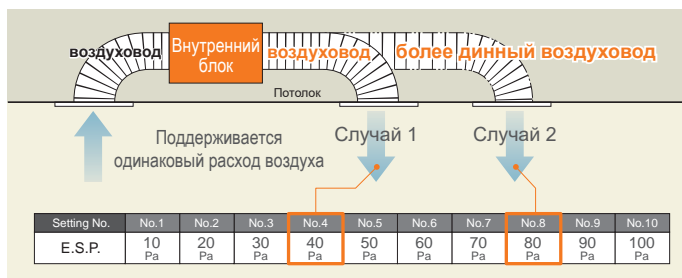 воздуховод
Внутренний
блок
воздуховод
более динный воздуховод
Потолок
Поддерживается
одинаковый расход воздуха
Случай 1
Случай 2
Setting No. No.1 No.2 No.3 No.4 No.5 No.6 No.7 No.8 No.9 No.10
E.S.P. 10 Pa 20 Pa 30 Pa 40 Pa 50 Pa 60 Pa 70 Pa 80 Pa 90 Pa 100 Pa